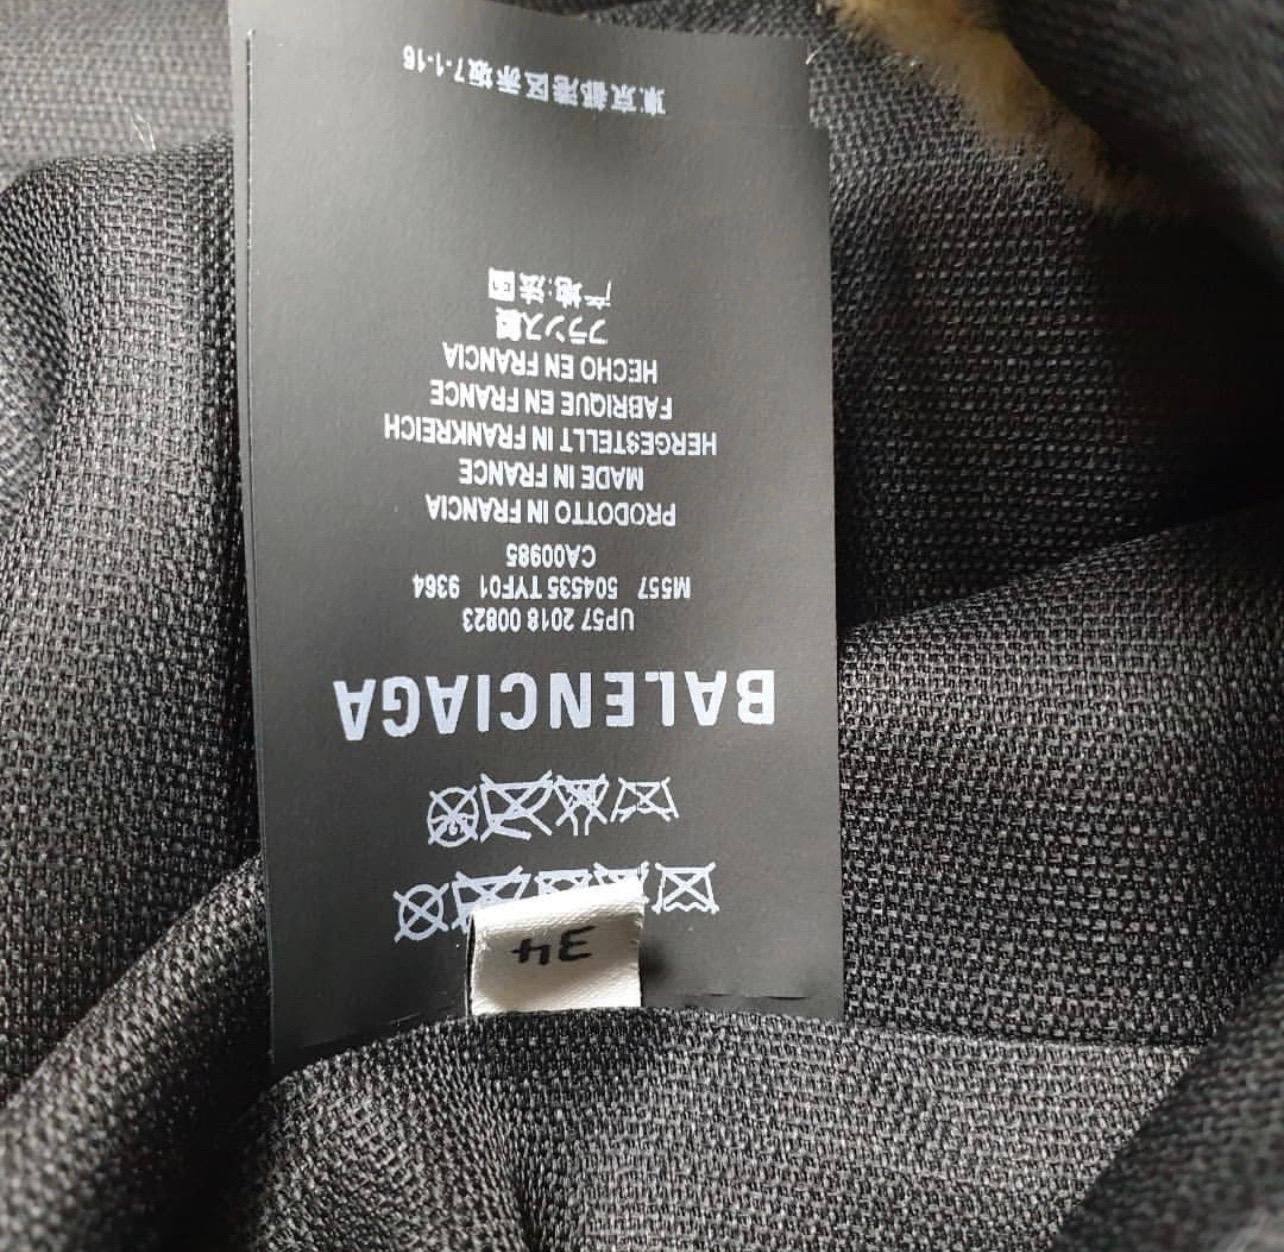 34
BALENCIAGA
UP57 2018 00823
M557 504535 TYF01 9364
CA00985
PRODOTTO IN FRANCIA
MADE IN FRANCE
HERGESTELLT IN FRANKREICH
FABRIQUE EN FRANCE
HECHO EN FRANCIA
フランス製
产地:法国
東京都港区赤坂7-1-16